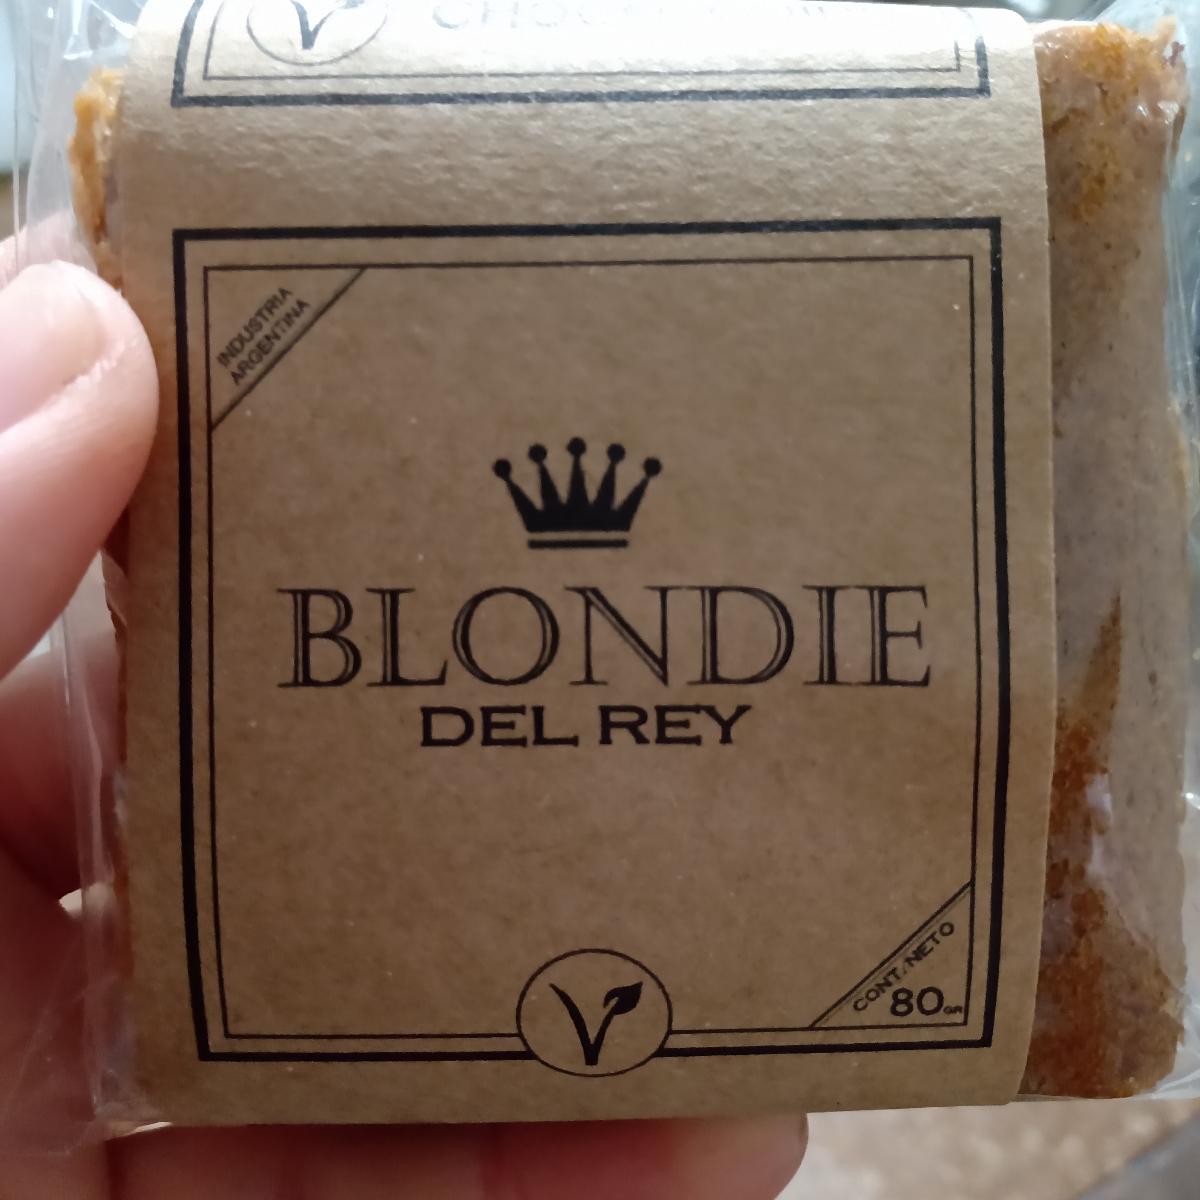 INDUSTRIA
ARGENTINA
BLONDIE
DEL REY
CONT. NETO
80GR